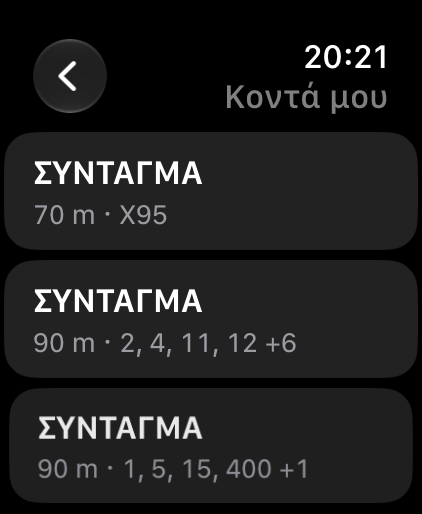 20:21
Κοντά μου
ΣΥΝΤΑΓΜΑ
70 m · X95
ΣΥΝΤΑΓΜΑ
90 m · 2, 4, 11, 12 +6
ΣΥΝΤΑΓΜΑ
90 m · 1, 5, 15, 400 +1